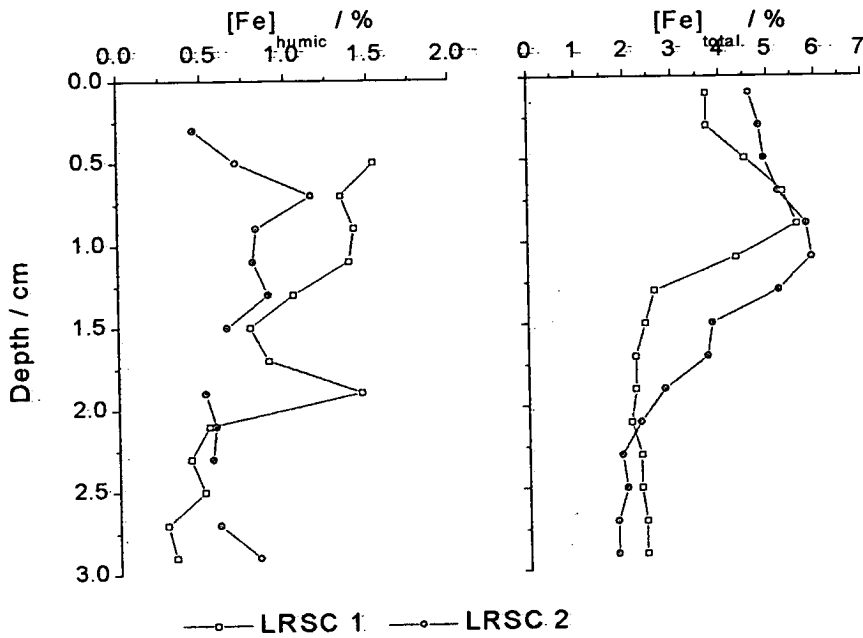 [Fe]humic / %
0.0 0.5 1.0 1.5 2.0
[Fe]total / %
0 1 2 3 4 5 6 7
Depth / cm
0.0
0.5
1.0
1.5
2.0
2.5
3.0
LRSC 1 LRSC 2